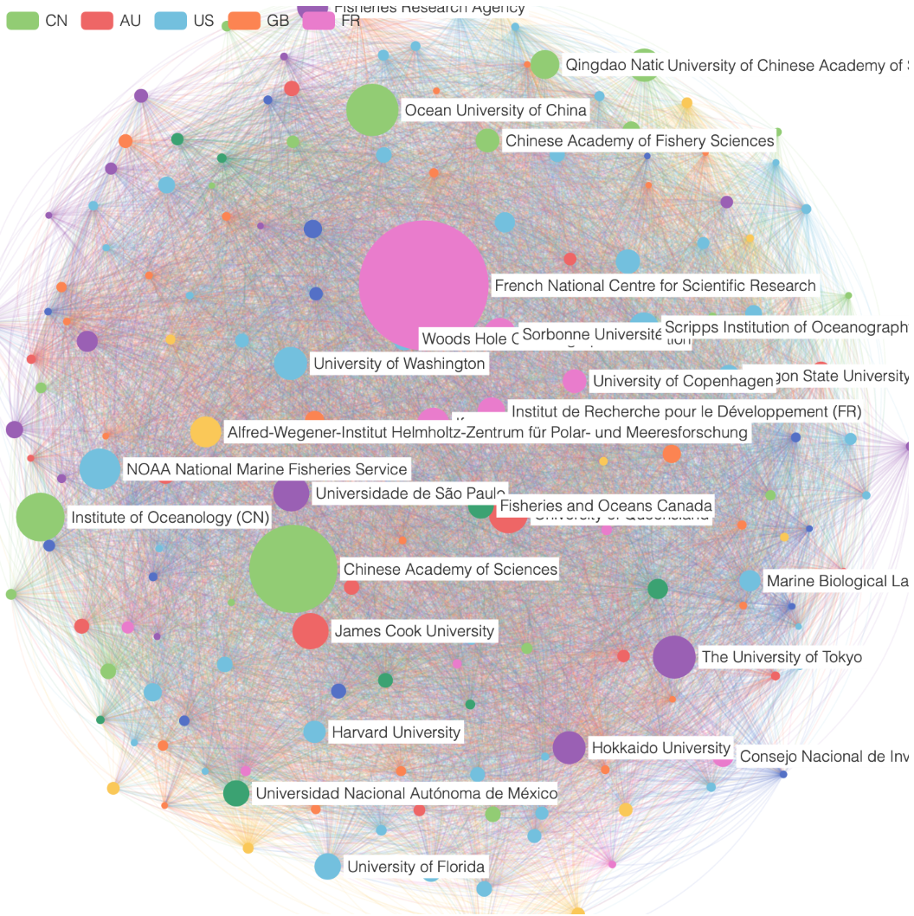 CN AU US GB FR
Fisheries Research Agency
Qingdao Natic
University of Chinese Academy of S
Ocean University of China
Chinese Academy of Fishery Sciences
French National Centre for Scientific Research
Scripps Institution of Oceanograph
Sorbonne Université
Woods Hole
University of Washington
gon State University
University of Copenhagen
Institut de Recherche pour le Développement (FR)
Alfred-Wegener-Institut Helmholtz-Zentrum für Polar- und Meeresforschung
NOAA National Marine Fisheries Service
Universidade de São Paulo
Fisheries and Oceans Canada
University of Queensland
Institute of Oceanology (CN)
Chinese Academy of Sciences
Marine Biological La
James Cook University
The University of Tokyo
Harvard University
Hokkaido University
Consejo Nacional de Inv
Universidad Nacional Autónoma de México
University of Florida